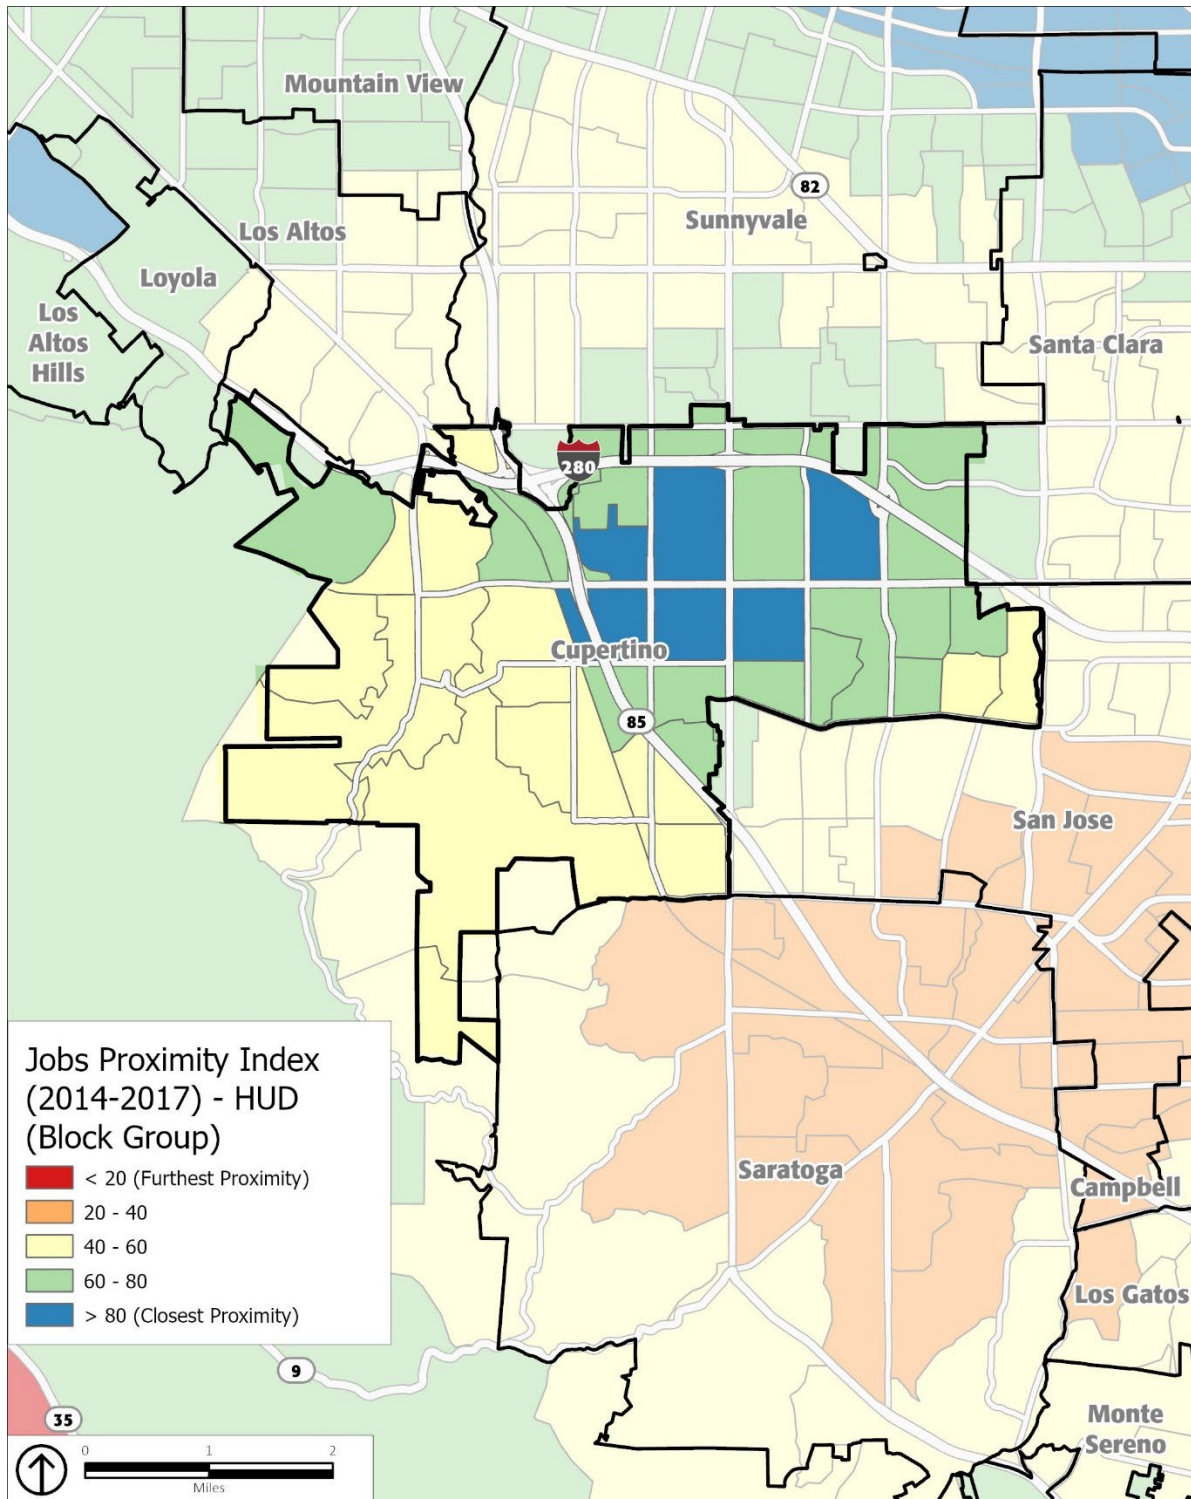 Mountain View
82
Sunnyvale
Los Altos
Loyola
Los
Altos
Hills
Santa Clara
280
Cupertino
85
San Jose
Saratoga
Campbell
Los Gatos
Monte
Sereno
Jobs Proximity Index
(2014-2017) - HUD
(Block Group)
< 20 (Furthest Proximity)
20 - 40
40 - 60
60 - 80
> 80 (Closest Proximity)
9
35
0 1 2
Miles